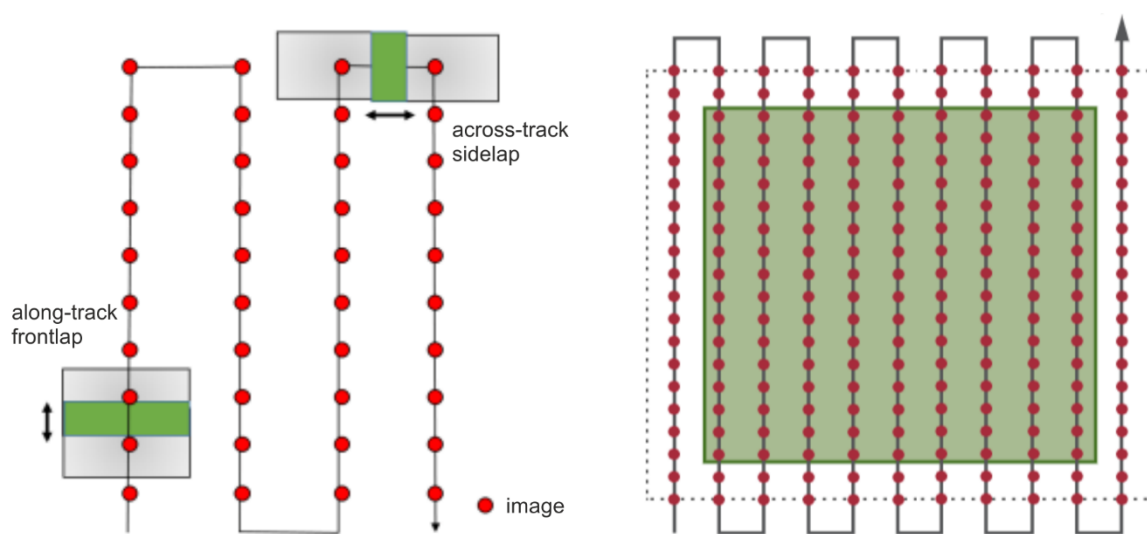 across-track
sidelap
along-track
frontlap
image